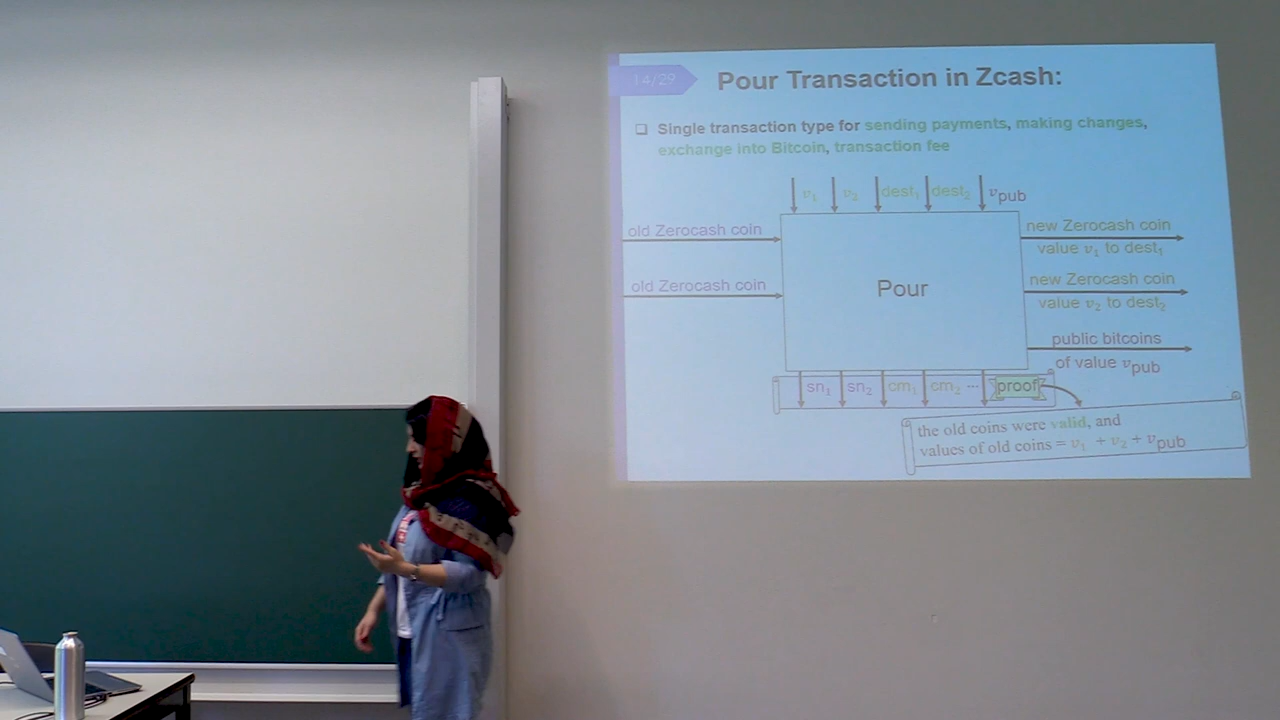 14/29
Pour Transaction in Zcash:
❑ Single transaction type for sending payments, making changes,
exchange into Bitcoin, transaction fee
v₁ v₂ dest₁ dest₂ vpub
old Zerocash coin
old Zerocash coin
Pour
new Zerocash coin
value v₁ to dest₁
new Zerocash coin
value v₂ to dest₂
public bitcoins
of value vpub
sn₁ sn₂ cm₁ cm₂ ... proof
the old coins were valid, and
values of old coins = v₁ + v₂ + vpub